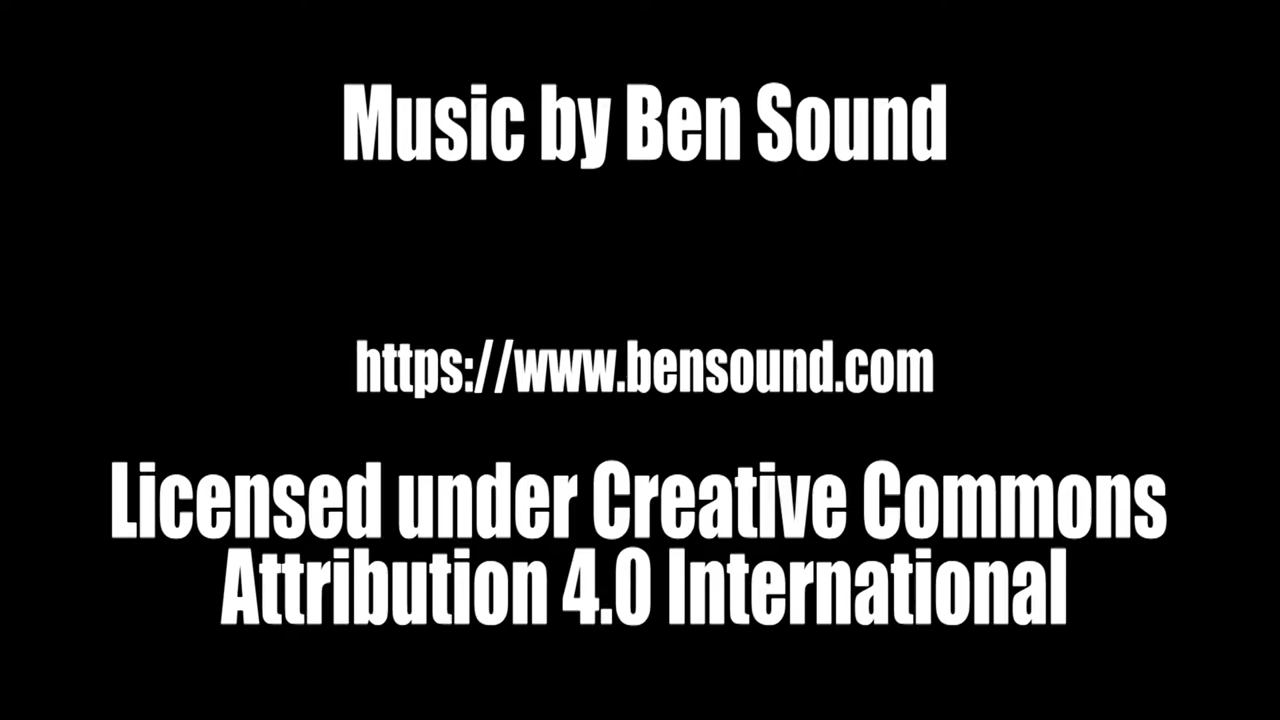 Music by Ben Sound
https://www.bensound.com
Licensed under Creative Commons
Attribution 4.0 International